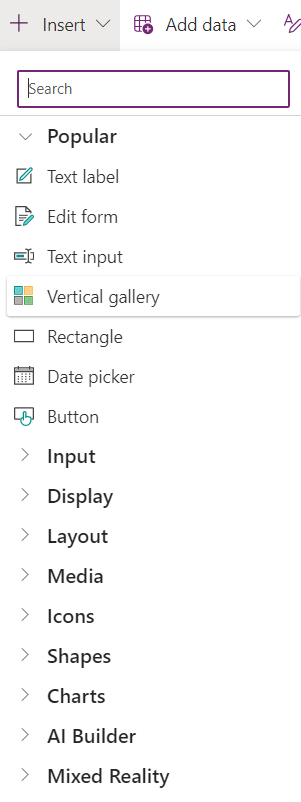 Insert Add data
Search
Popular
Text label
Edit form
Text input
Vertical gallery
Rectangle
Date picker
Button
Input
Display
Layout
Media
Icons
Shapes
Charts
AI Builder
Mixed Reality